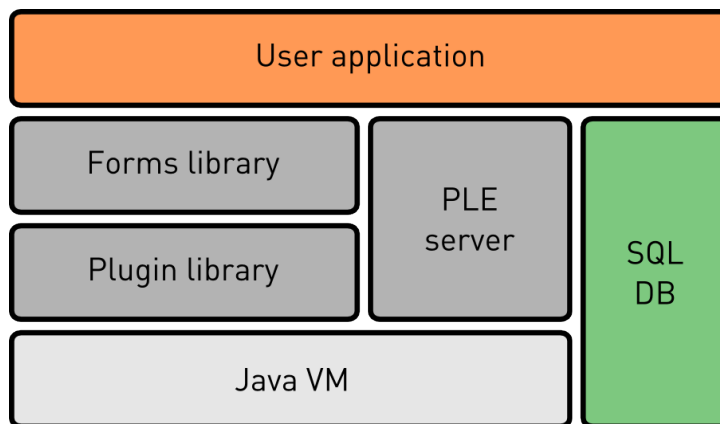 User application
Forms library
PLE
server
Plugin library
SQL
DB
Java VM